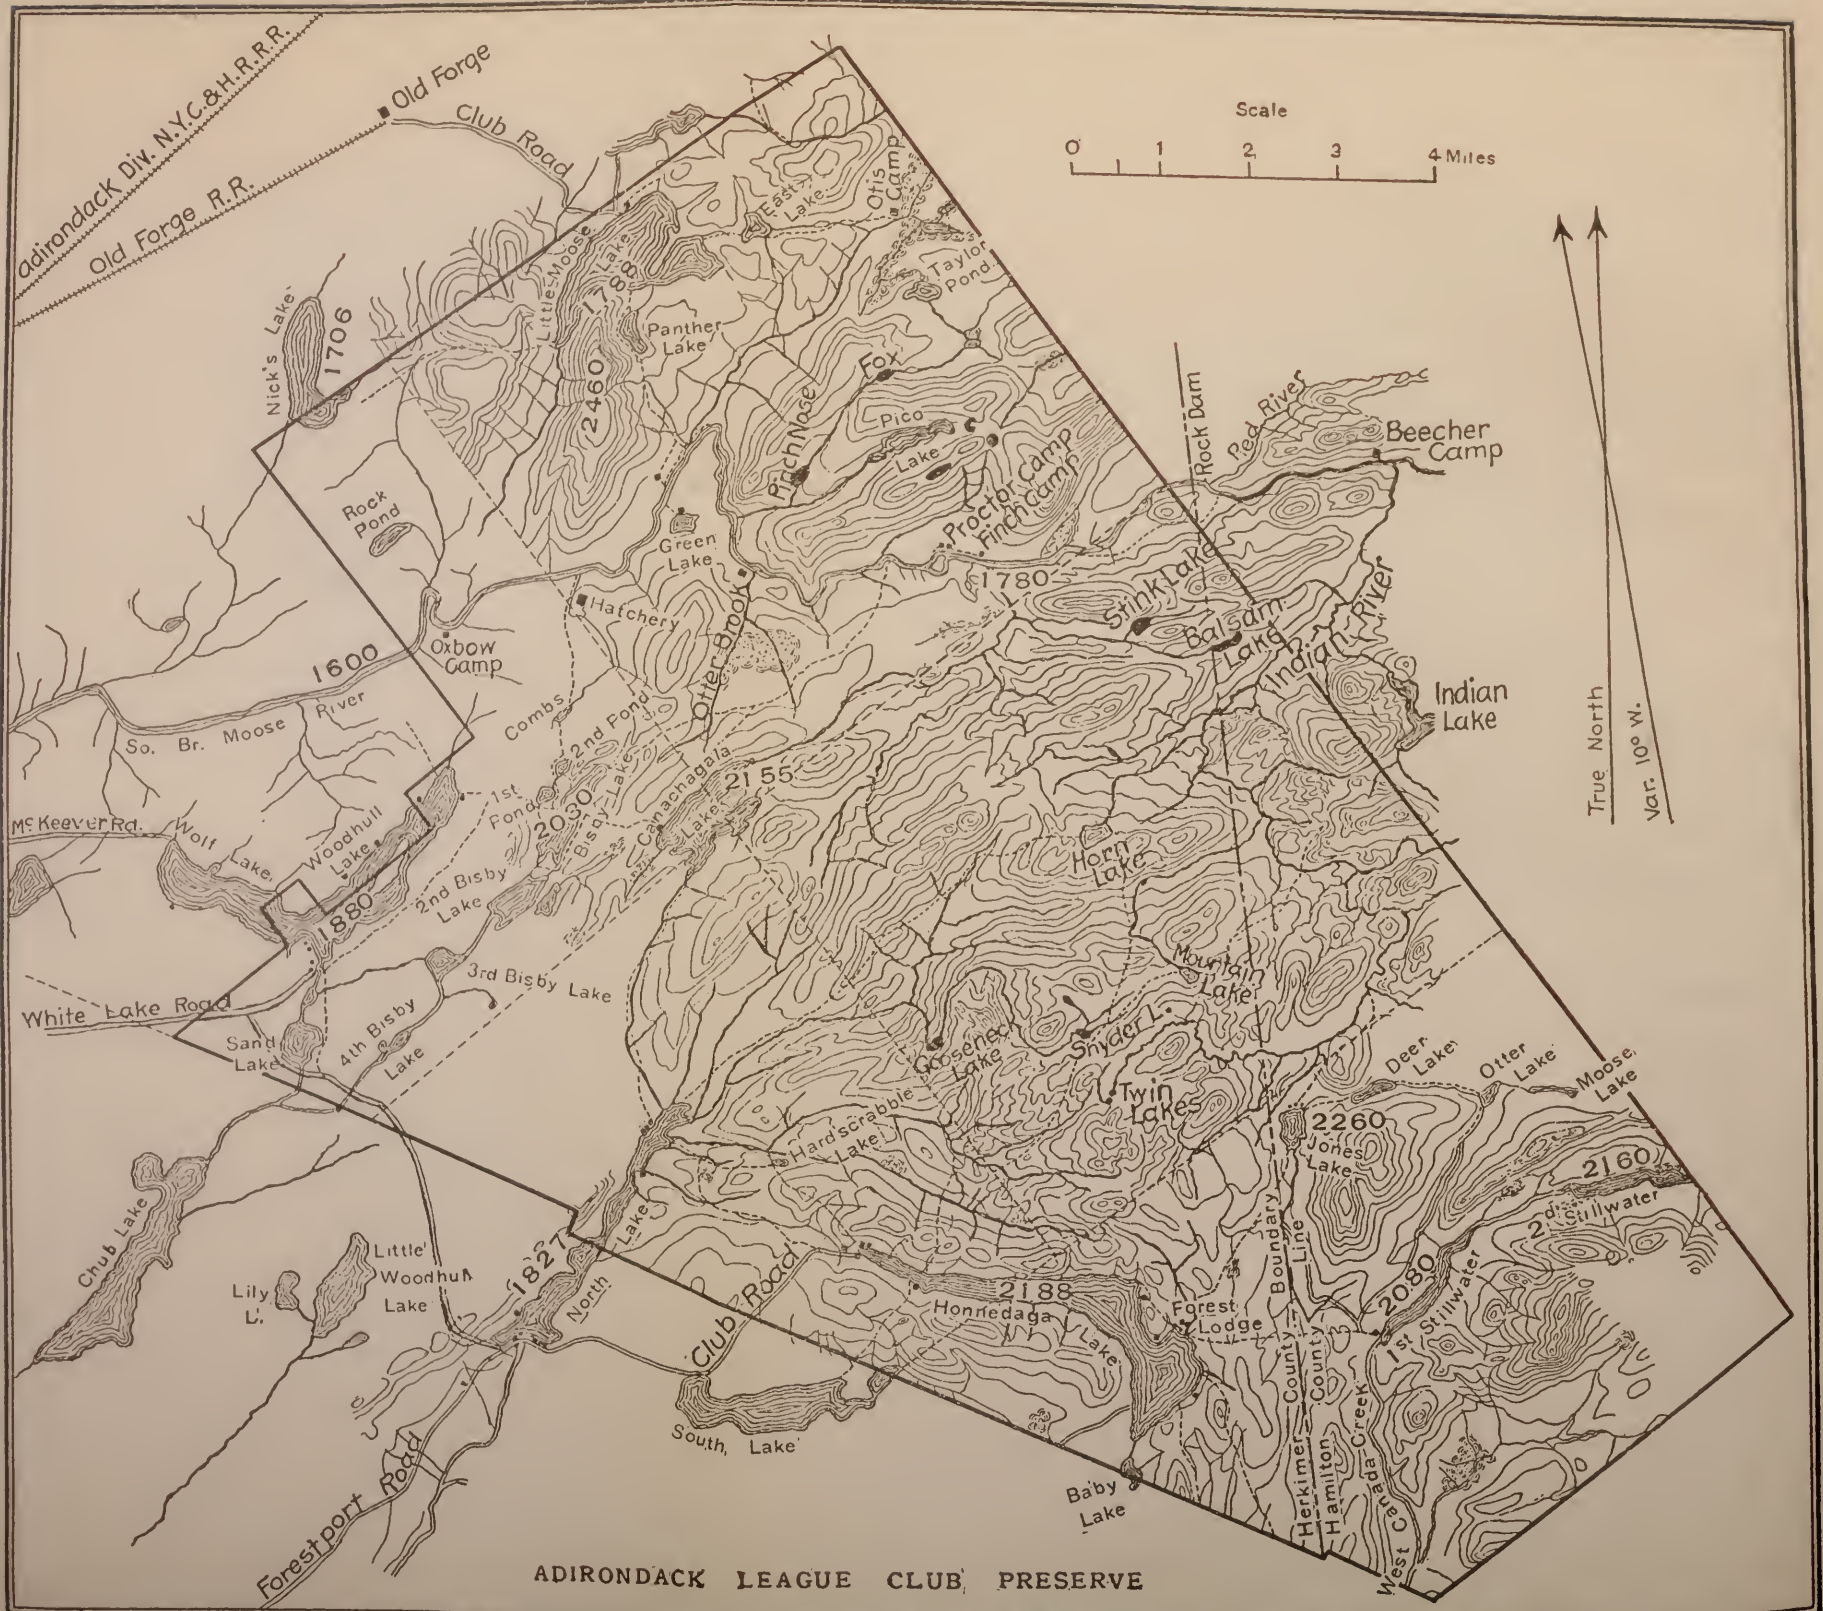 Adirondack Div. N.Y.C.&H.R.R.R.
Old Forge R.R.
Old Forge
Club Road
Scale
0 1 2 3 4 Miles
Nick's Lake
1706
Little Moose
Lake
1788
2460
Panther
Lake
East
Lake
Otis
Camp
Taylor
Pond
Fox
Pinch Nose
Pico
Lake
Proctor Camp
Finch Camp
Rock Dam
Red River
Beecher
Camp
Rock
Pond
Green
Lake
Hatchery
Otter Brook
1780
Stink Lake
Balsam
Lake
Indian River
Indian
Lake
True North
Var. 10° W.
Oxbow
Camp
1600
So. Br. Moose River
Combs
2nd Pond
1st
Pond
2030
Bisby Lake
Canachagala
Lake
2155
McKeever Rd.
Wolf Lake
Woodhull
Lake
1880
2nd Bisby
Lake
3rd Bisby Lake
4th Bisby
Lake
White Lake Road
Sand
Lake
Horn
Lake
Mountain
Lake
Gooseneck
Lake
Snyder L.
Twin
Lakes
Deer
Lake
Otter
Lake
Moose
Lake
2260
Jones
Lake
2160
2d Stillwater
Hardscrabble
Lake
Chub Lake
Lily
L.
Little
Woodhull
Lake
1827
North
Lake
Club Road
2188
Honnedaga
Lake
Forest
Lodge
Boundary
Line
2080
1st Stillwater
South Lake
Baby
Lake
Herkimer County
Hamilton County
West Canada Creek
Forestport Road
ADIRONDACK LEAGUE CLUB PRESERVE